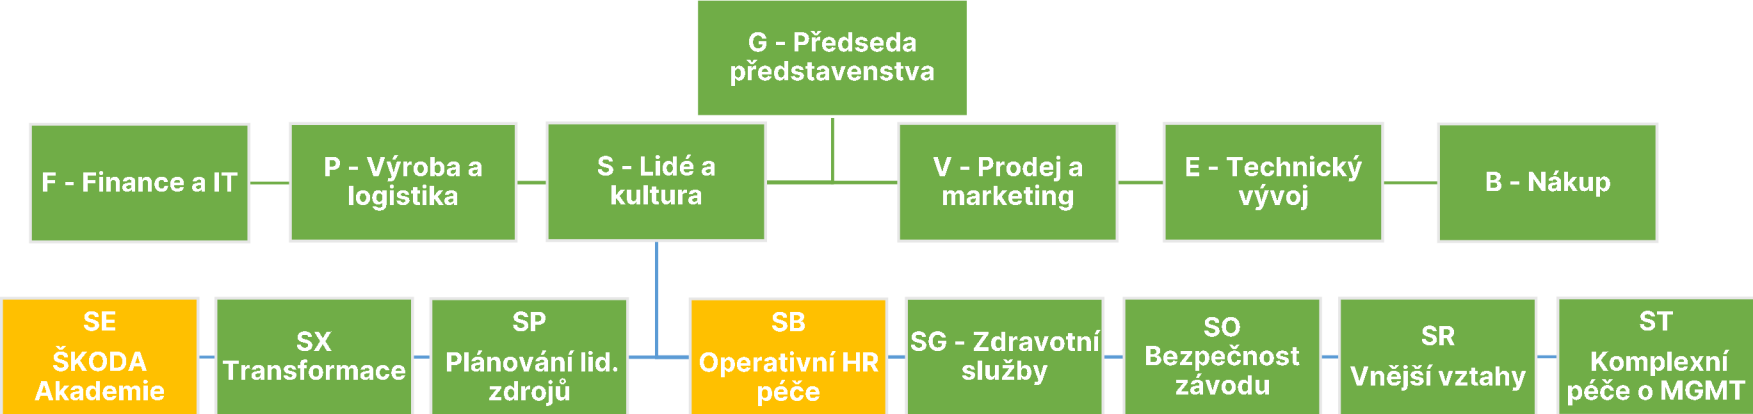 G - Předseda
představenstva
F - Finance a IT
P - Výroba a
logistika
S - Lidé a
kultura
V - Prodej a
marketing
E - Technický
vývoj
B - Nákup
SE
ŠKODA
Akademie
SX
Transformace
SP
Plánování lid.
zdrojů
SB
Operativní HR
péče
SG - Zdravotní
služby
SO
Bezpečnost
závodu
SR
Vnější vztahy
ST
Komplexní
péče o MGMT